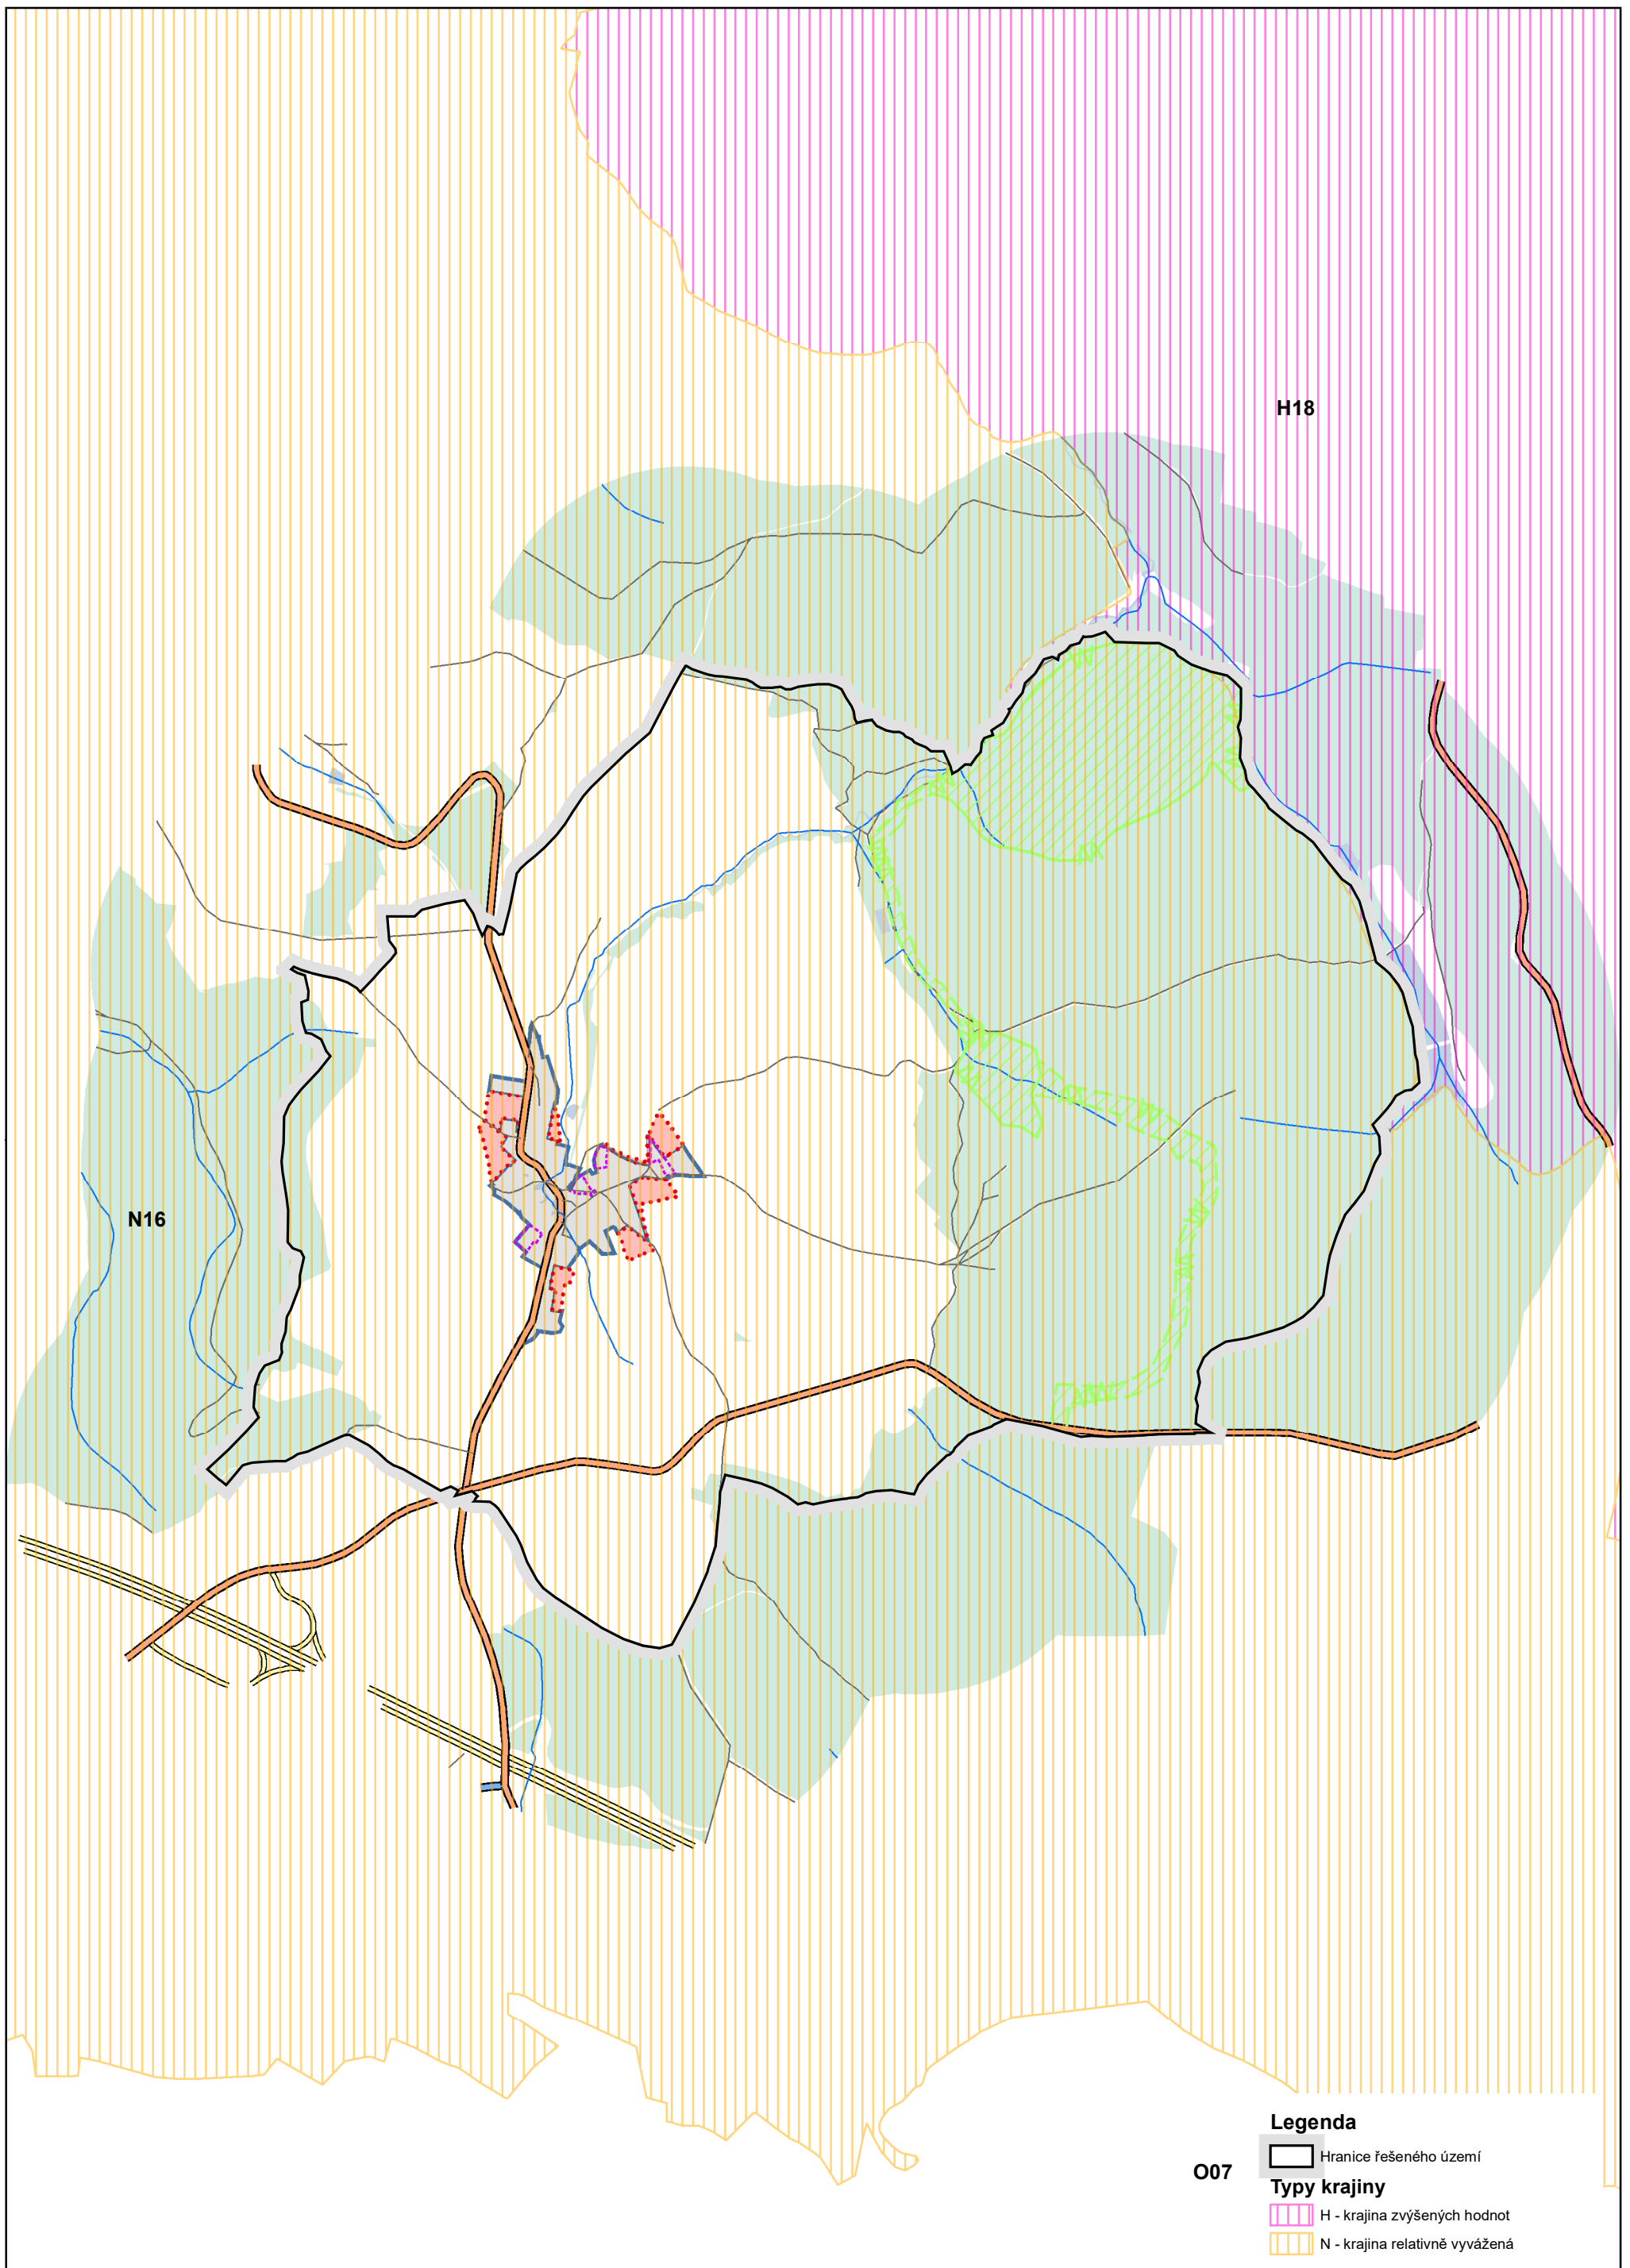 H18
N16
O07
Legenda
Hranice řešeného území
Typy krajiny
H - krajina zvýšených hodnot
N - krajina relativně vyvážená